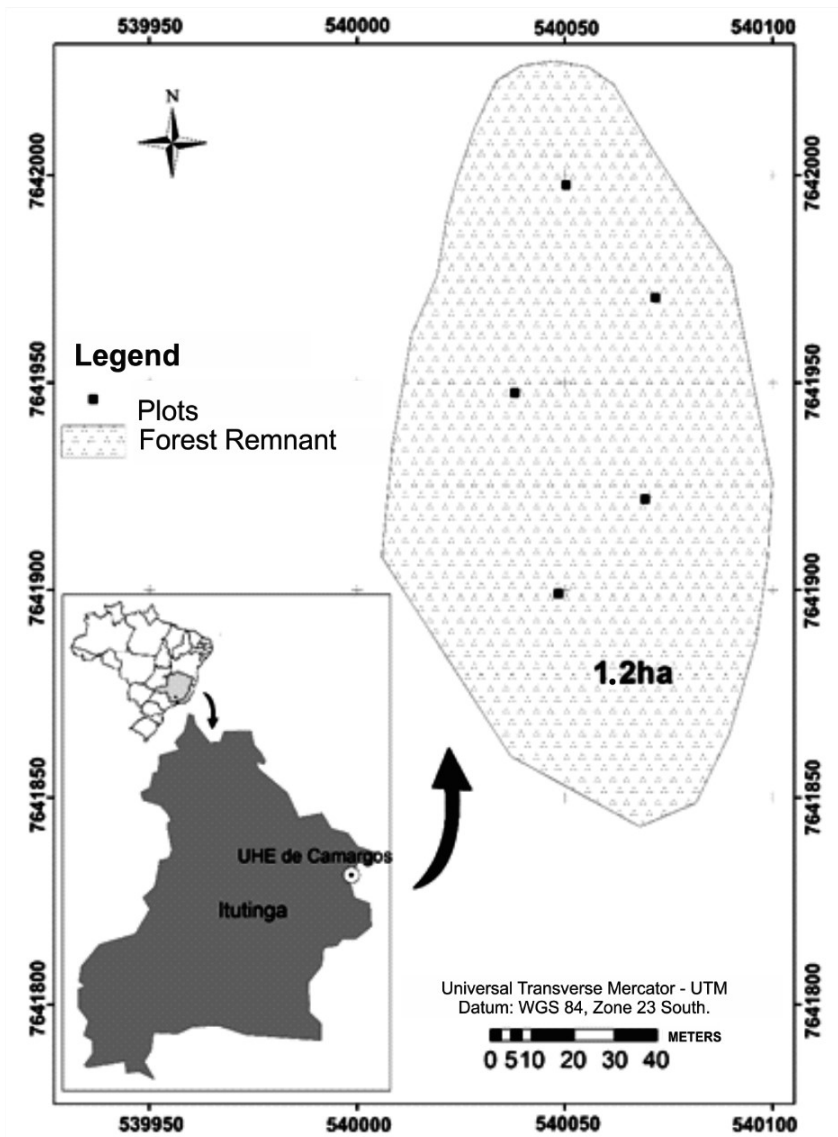 539950 540000 540050 540100
N
7642000 7642000
Legend
7641950 7641950
Plots
Forest Remnant
7641900 7641900
1.2ha
7641850 7641850
UHE de Camargos
Itutinga
7641800 7641800
Universal Transverse Mercator - UTM
Datum: WGS 84, Zone 23 South.
METERS
0 5 10 20 30 40
539950 540000 540050 540100